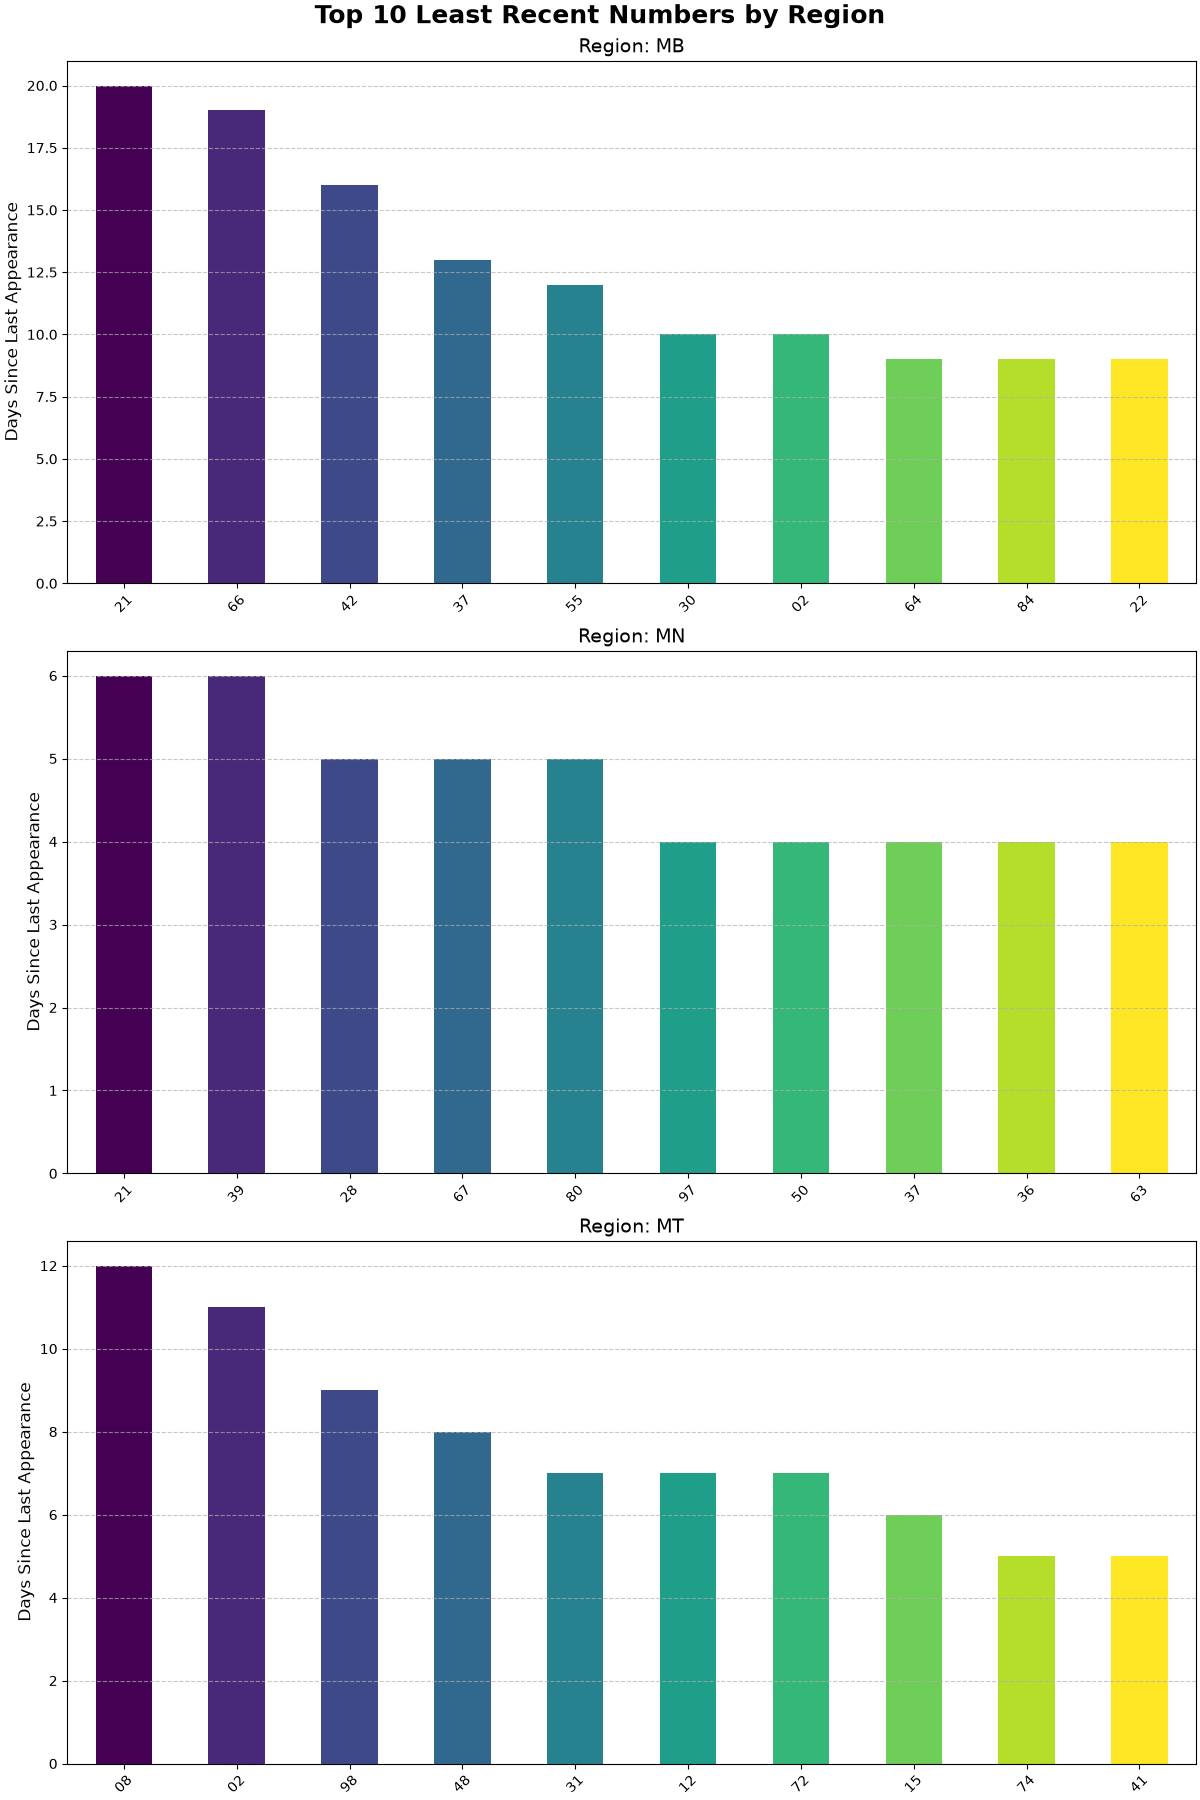 Top 10 Least Recent Numbers by Region
Region: MB
Days Since Last Appearance
20.0
17.5
15.0
12.5
10.0
7.5
5.0
2.5
0.0
21 66 42 37 55 30 02 64 84 22
Region: MN
Days Since Last Appearance
6
5
4
3
2
1
0
21 39 28 67 80 97 50 37 36 63
Region: MT
Days Since Last Appearance
12
10
8
6
4
2
0
08 02 98 48 31 12 72 15 74 41